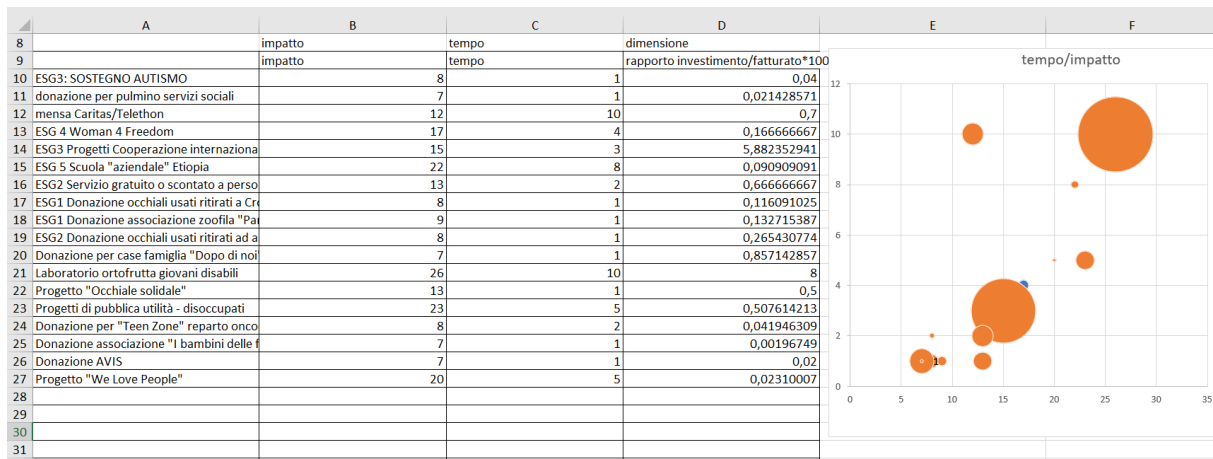 A B C D E F
8 impatto tempo dimensione
9 impatto tempo rapporto investimento/fatturato*100
10 ESG3: SOSTEGNO AUTISMO 8 1 0,04
11 donazione per pulmino servizi sociali 7 1 0,021428571
12 mensa Caritas/Telethon 12 10 0,7
13 ESG 4 Woman 4 Freedom 17 4 0,166666667
14 ESG3 Progetti Cooperazione internaziona 15 3 5,882352941
15 ESG 5 Scuola "aziendale" Etiopia 22 8 0,090909091
16 ESG2 Servizio gratuito o scontato a perso 13 2 0,666666667
17 ESG1 Donazione occhiali usati ritirati a Cro 8 1 0,116091025
18 ESG1 Donazione associazione zoofila "Par 9 1 0,132715387
19 ESG2 Donazione occhiali usati ritirati ad a 8 1 0,265430774
20 Donazione per case famiglia "Dopo di noi' 7 1 0,857142857
21 Laboratorio ortofrutta giovani disabili 26 10 8
22 Progetto "Occhiale solidale" 13 1 0,5
23 Progetti di pubblica utilità - disoccupati 23 5 0,507614213
24 Donazione per "Teen Zone" reparto onco 8 2 0,041946309
25 Donazione associazione "I bambini delle f 7 1 0,00196749
26 Donazione AVIS 7 1 0,02
27 Progetto "We Love People" 20 5 0,02310007
28
29
30
31
tempo/impatto
12
10
8
6
4
2
0
0 5 10 15 20 25 30 35